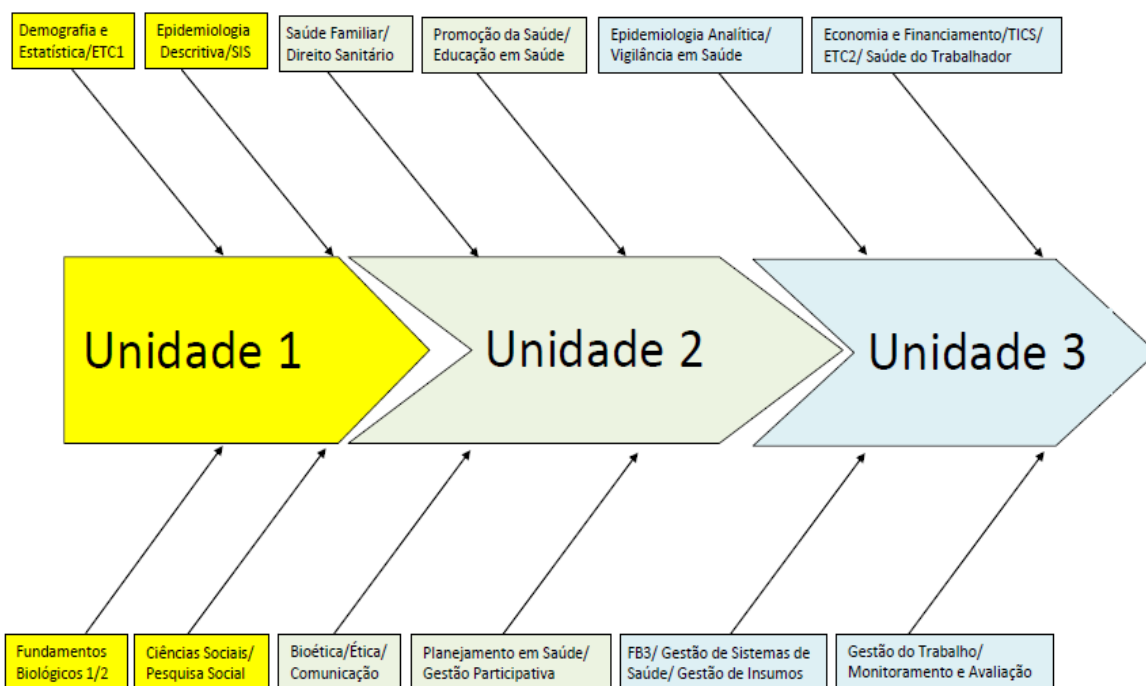 Demografia e
Estatística/ETC1
Epidemiologia
Descritiva/SIS
Saúde Familiar/
Direito Sanitário
Promoção da Saúde/
Educação em Saúde
Epidemiologia Analítica/
Vigilância em Saúde
Economia e Financiamento/TICS/
ETC2/ Saúde do Trabalhador
Unidade 1
Unidade 2
Unidade 3
Fundamentos
Biológicos 1/2
Ciências Sociais/
Pesquisa Social
Bioética/Ética/
Comunicação
Planejamento em Saúde/
Gestão Participativa
FB3/ Gestão de Sistemas de
Saúde/ Gestão de Insumos
Gestão do Trabalho/
Monitoramento e Avaliação